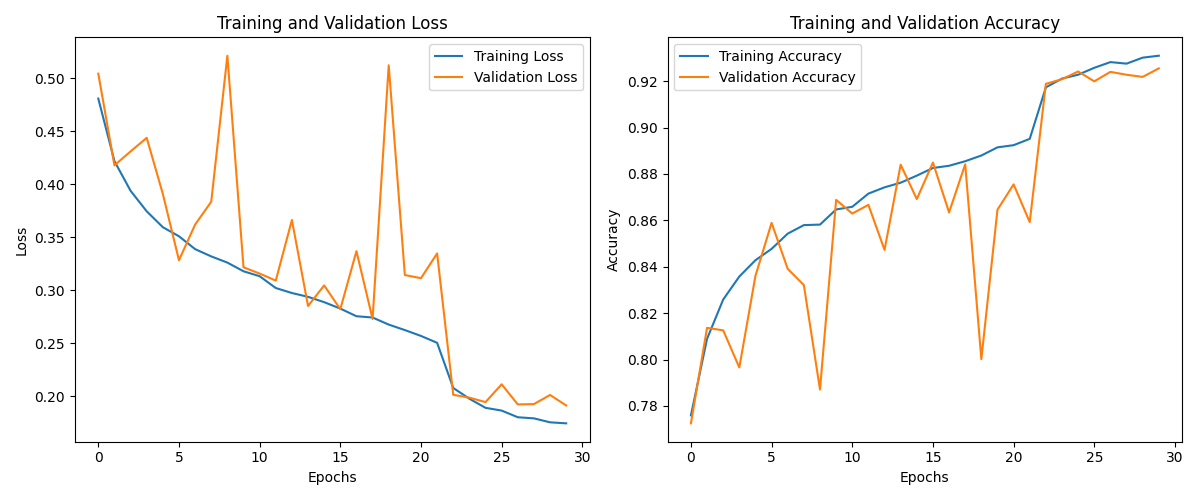 Training and Validation Loss
Training Loss
Validation Loss
0.50
0.45
0.40
0.35
0.30
0.25
0.20
Loss
0 5 10 15 20 25 30
Epochs
Training and Validation Accuracy
Training Accuracy
Validation Accuracy
0.92
0.90
0.88
0.86
0.84
0.82
0.80
0.78
Accuracy
0 5 10 15 20 25 30
Epochs